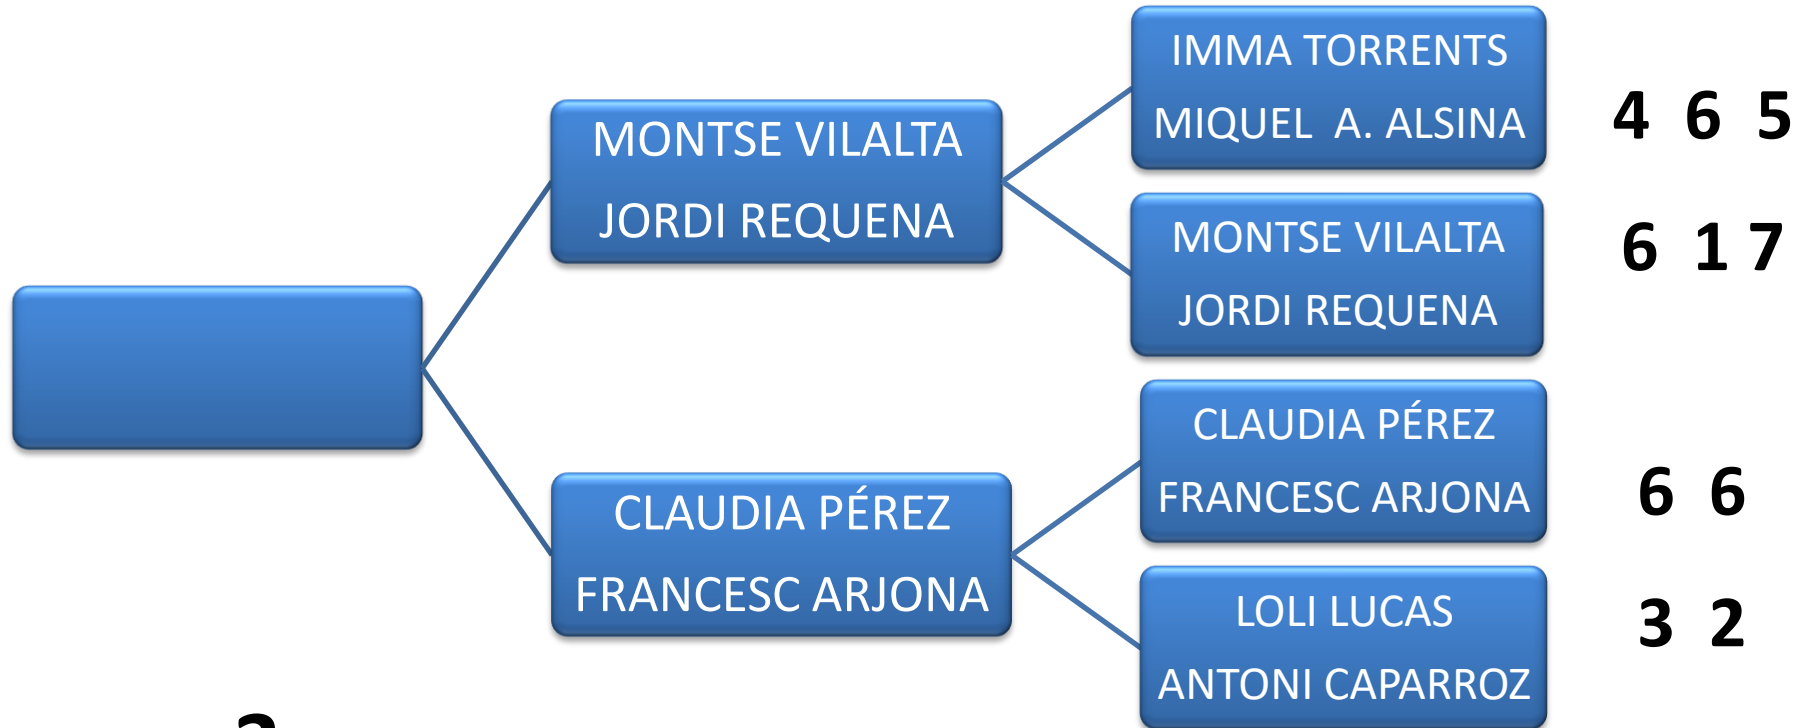 IMMA TORRENTS
MIQUEL A. ALSINA
4 6 5
MONTSE VILALTA
JORDI REQUENA
MONTSE VILALTA
JORDI REQUENA
6 1 7
CLAUDIA PÉREZ
FRANCESC ARJONA
6 6
CLAUDIA PÉREZ
FRANCESC ARJONA
LOLI LUCAS
ANTONI CAPARROZ
3 2